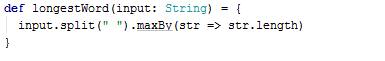 def longestWord(input: String) = {
  input.split(" ").maxBy(str => str.length)
}